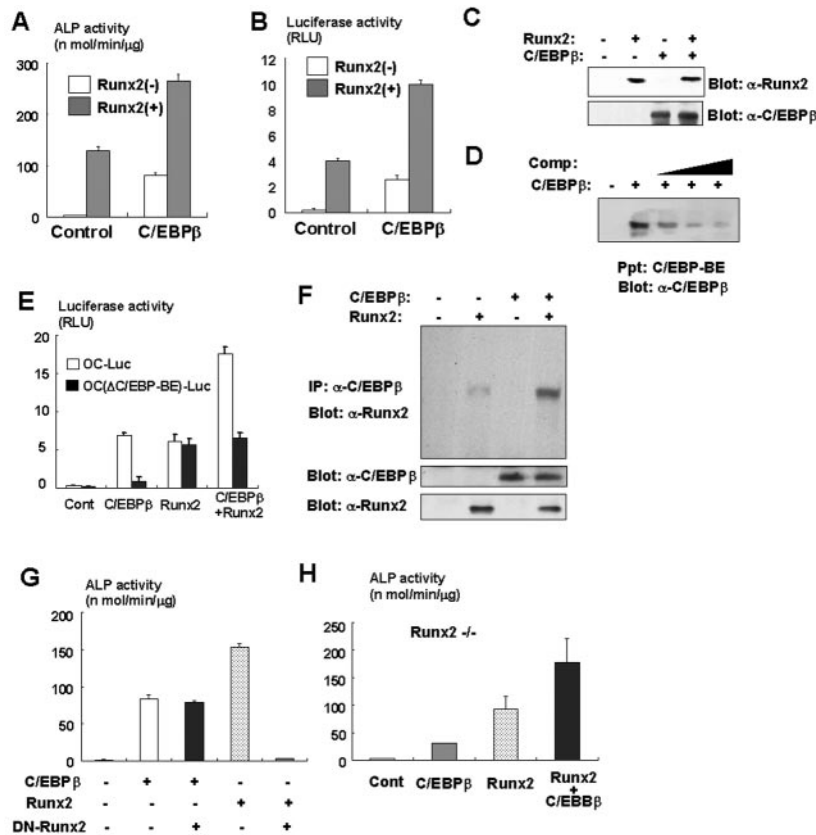 A
ALP activity
(n mol/min/μg)
300
200
100
0
Runx2(-)
Runx2(+)
Control
C/EBPβ
B
Luciferase activity
(RLU)
12
10
8
6
4
2
0
Runx2(-)
Runx2(+)
Control
C/EBPβ
C
Runx2: - + - +
C/EBPβ: - - + +
Blot: α-Runx2
Blot: α-C/EBPβ
D
Comp:
C/EBPβ: - + + + +
Ppt: C/EBP-BE
Blot: α-C/EBPβ
E
Luciferase activity
(RLU)
20
15
10
5
0
OC-Luc
OC(ΔC/EBP-BE)-Luc
Cont
C/EBPβ
Runx2
C/EBPβ
+Runx2
F
C/EBPβ: - - + +
Runx2: - + - +
IP: α-C/EBPβ
Blot: α-Runx2
Blot: α-C/EBPβ
Blot: α-Runx2
G
ALP activity
(n mol/min/μg)
200
150
100
50
0
C/EBPβ - + + - -
Runx2 - - - + +
DN-Runx2 - - + - +
H
ALP activity
(n mol/min/μg)
250
200
150
100
50
0
Runx2 -/-
Cont
C/EBPβ
Runx2
Runx2
+
C/EBBβ